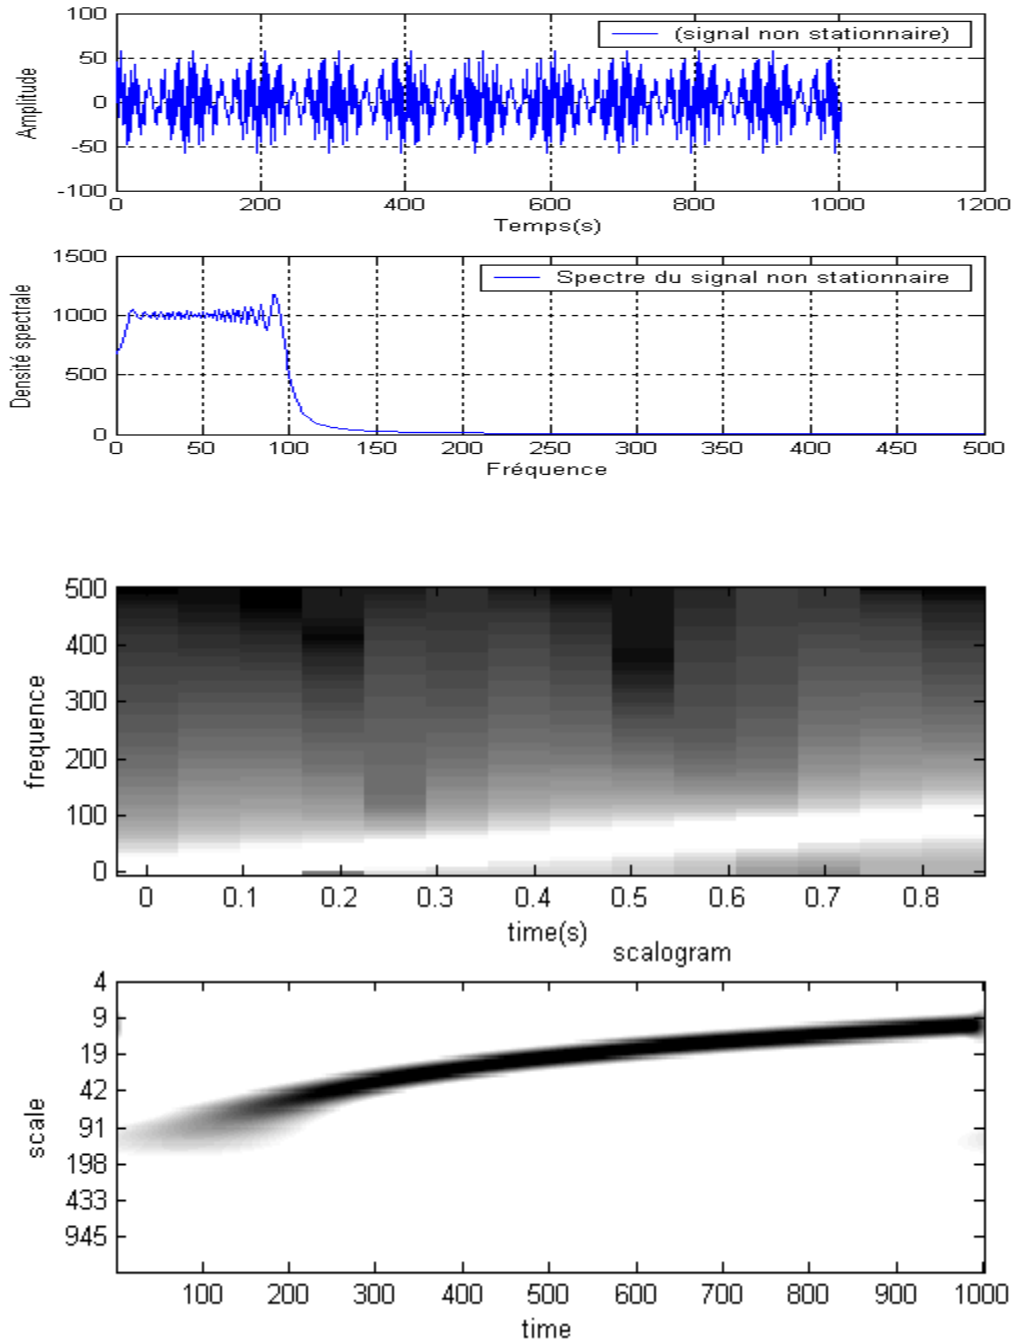 100
50
0
-50
-100
Amplitude
(signal non stationnaire)
0 200 400 600 800 1000 1200
Temps(s)
1500
1000
500
0
Densité spectrale
Spectre du signal non stationnaire
0 50 100 150 200 250 300 350 400 450 500
Fréquence
500
400
300
200
100
0
frequence
0 0.1 0.2 0.3 0.4 0.5 0.6 0.7 0.8
time(s)
scalogram
4
9
19
42
91
198
433
945
scale
100 200 300 400 500 600 700 800 900 1000
time